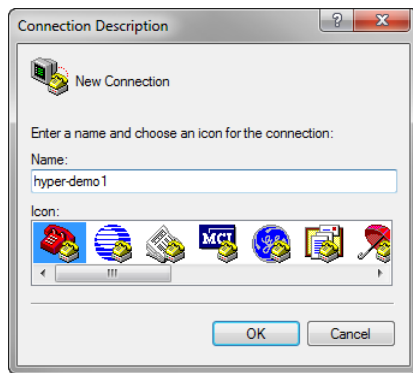 Connection Description
New Connection
Enter a name and choose an icon for the connection:
Name:
hyper-demo1
Icon:
MCI
OK
Cancel